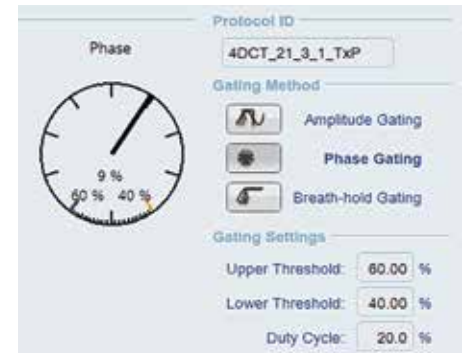 Protocol ID
Phase
4DCT_21_3_1_TxP
Gating Method
Amplitude Gating
Phase Gating
Breath-hold Gating
9 %
60 % 40 %
Gating Settings
Upper Threshold: 60.00 %
Lower Threshold: 40.00 %
Duty Cycle: 20.0 %